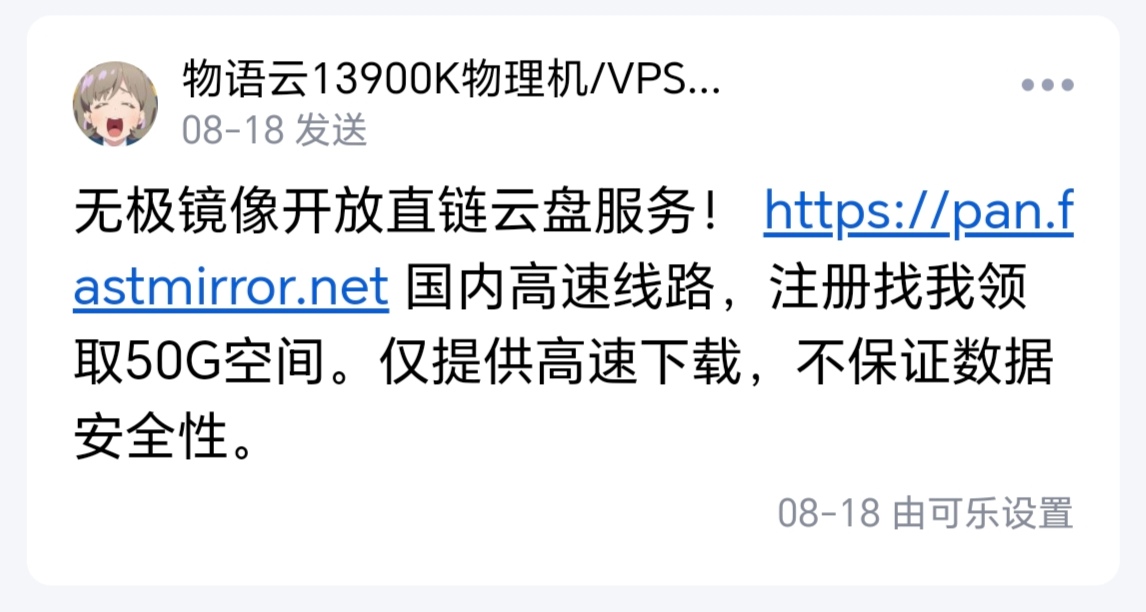 物语云13900K物理机/VPS...
08-18 发送
无极镜像开放直链云盘服务! https://pan.f
astmirror.net 国内高速线路，注册找我领
取50G空间。仅提供高速下载，不保证数据
安全性。
08-18 由可乐设置